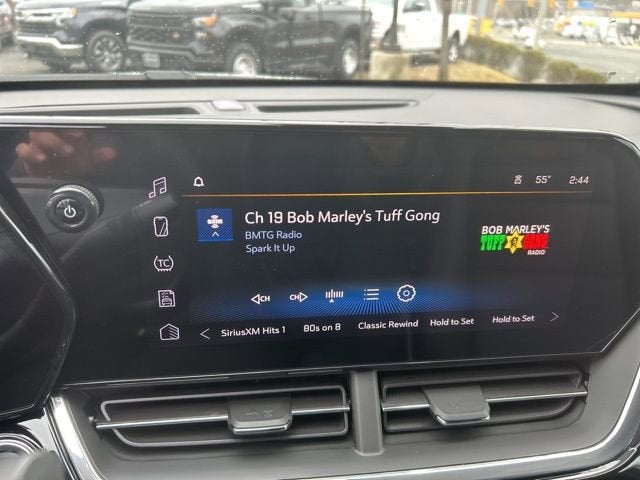 55° 2:44
Ch 19 Bob Marley's Tuff Gong
BMTG Radio
Spark It Up
BOB MARLEY'S
TUFF GONG
RADIO
TC
CH CH
SiriusXM Hits 1 80s on 8 Classic Rewind Hold to Set Hold to Set